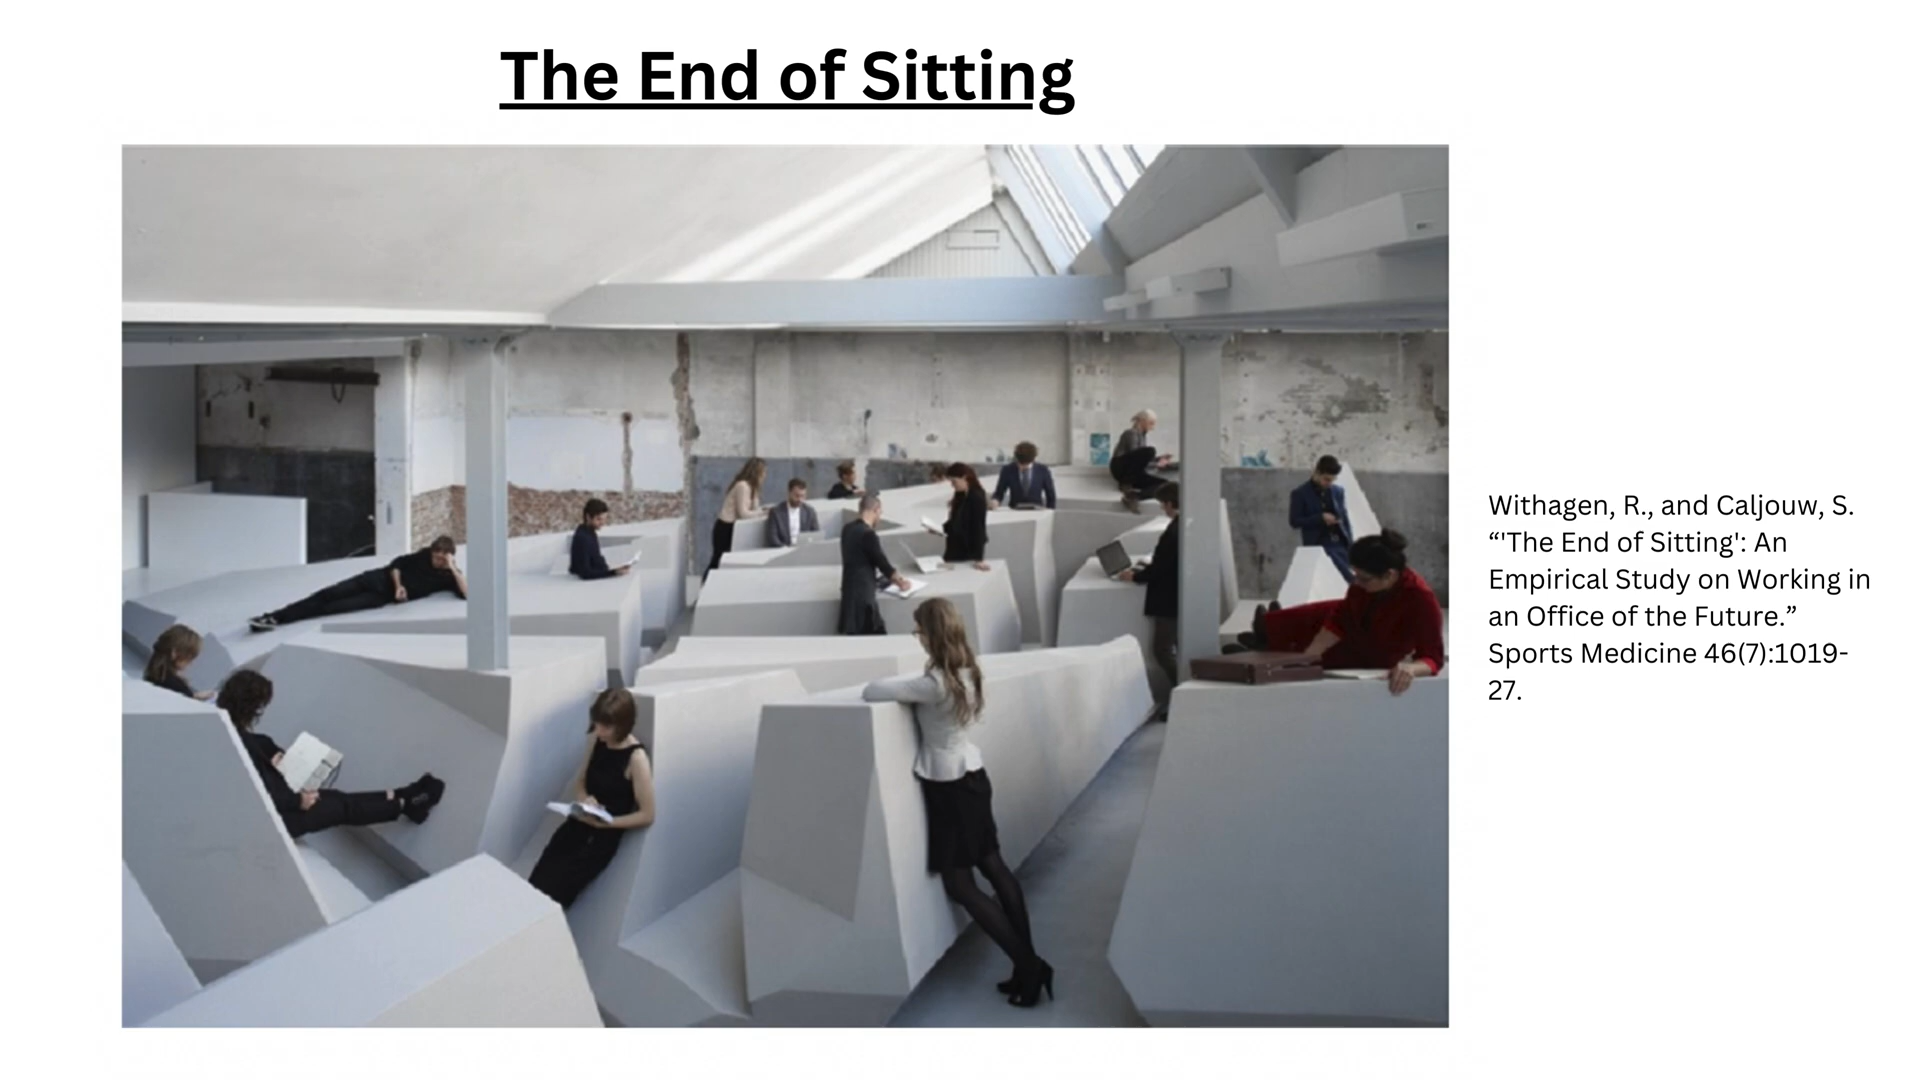 The End of Sitting
Withagen, R., and Caljouw, S.
“'The End of Sitting': An
Empirical Study on Working in
an Office of the Future.”
Sports Medicine 46(7):1019-
27.